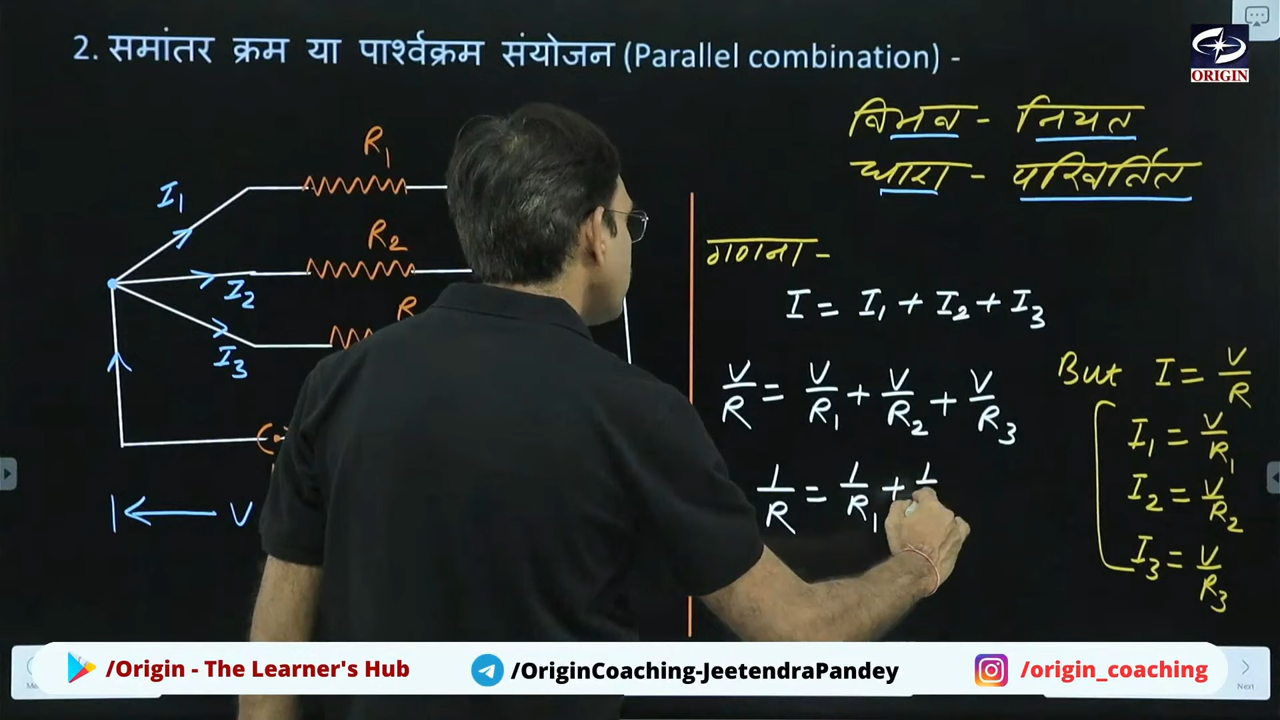 2. समांतर क्रम या पार्श्वक्रम संयोजन (Parallel combination) -
ORIGIN
विभव - नियत
धारा - परिवर्तित
R1
I1
R2
I2
R
I3
V
गणना -
I = I1 + I2 + I3
V/R = V/R1 + V/R2 + V/R3
1/R = 1/R1 + 1
But I = V/R
I1 = V/R1
I2 = V/R2
I3 = V/R3
/Origin - The Learner's Hub
/OriginCoaching-JeetendraPandey
/origin_coaching
Next